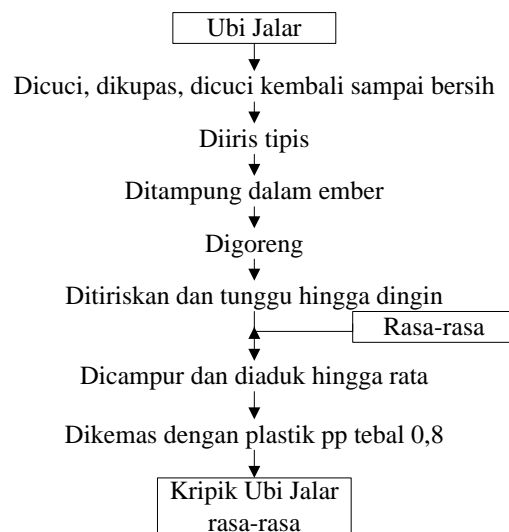 Ubi Jalar
Dicuci, dikupas, dicuci kembali sampai bersih
Diiris tipis
Ditampung dalam ember
Digoreng
Ditiriskan dan tunggu hingga dingin
Rasa-rasa
Dicampur dan diaduk hingga rata
Dikemas dengan plastik pp tebal 0,8
Kripik Ubi Jalar
rasa-rasa